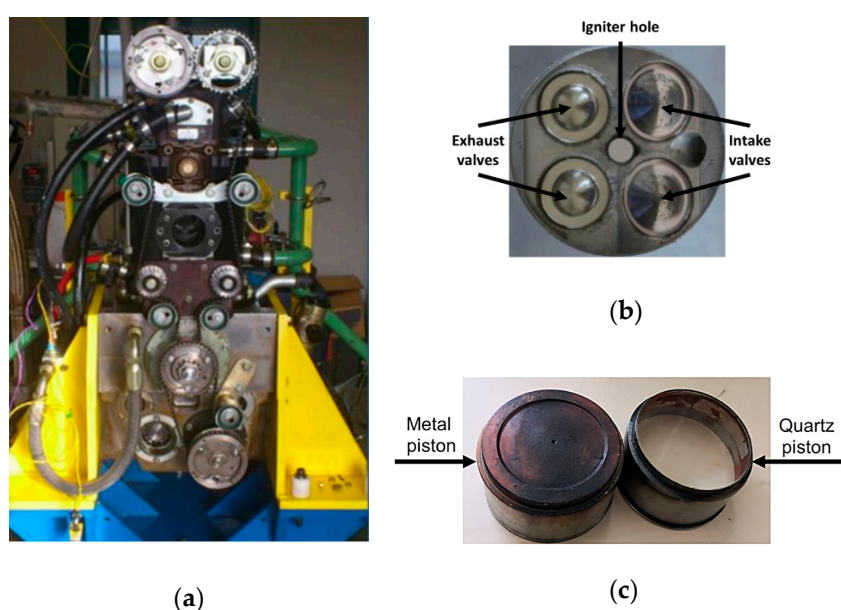 Igniter hole
Exhaust
valves
Intake
valves
(b)
Metal
piston
Quartz
piston
(a)
(c)